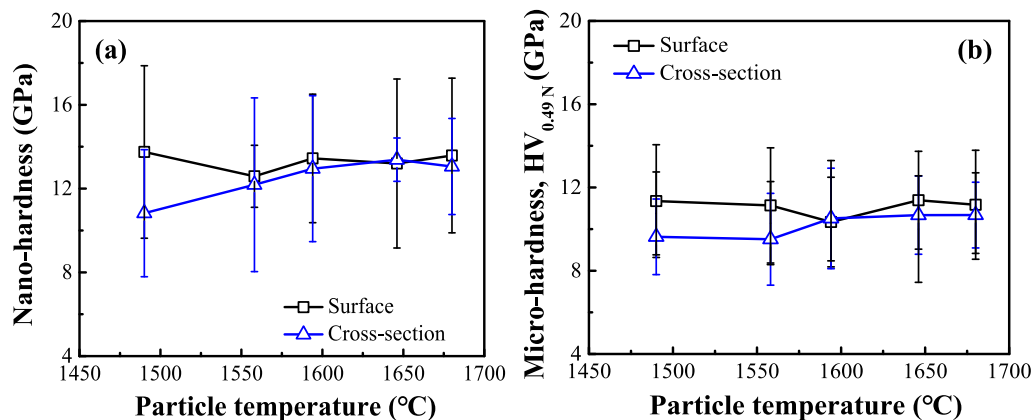 (a)
Nano-hardness (GPa)
20
16
12
8
4
Surface
Cross-section
1450 1500 1550 1600 1650 1700
Particle temperature (°C)
(b)
Micro-hardness, HV0.49 N (GPa)
20
16
12
8
4
Surface
Cross-section
1450 1500 1550 1600 1650 1700
Particle temperature (°C)